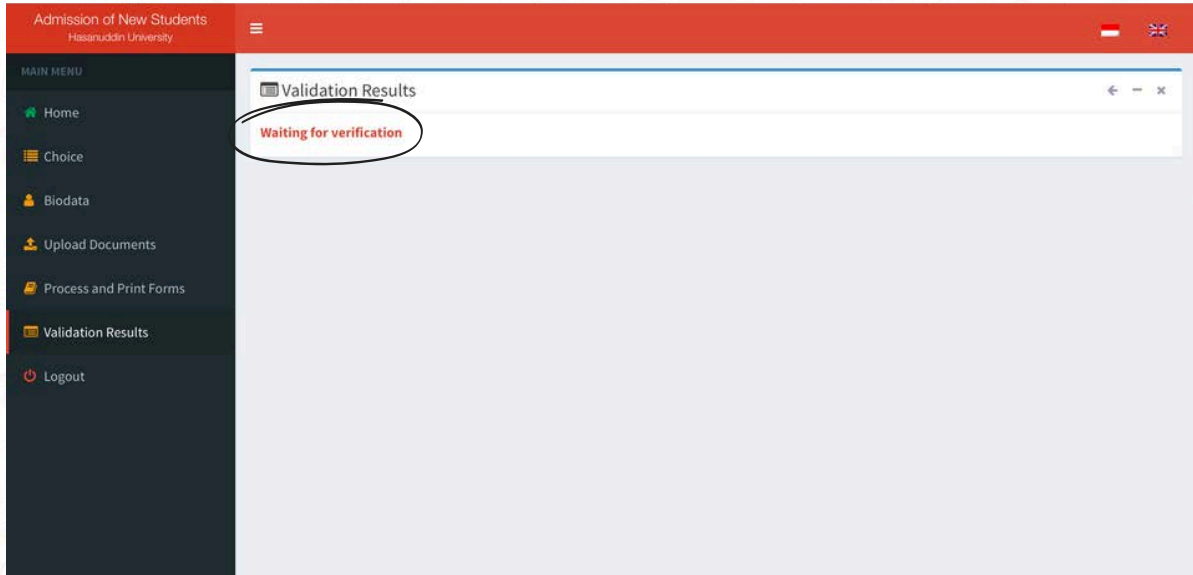 Admission of New Students
Hasanuddin University
MAIN MENU
Home
Choice
Biodata
Upload Documents
Process and Print Forms
Validation Results
Logout
Validation Results
Waiting for verification